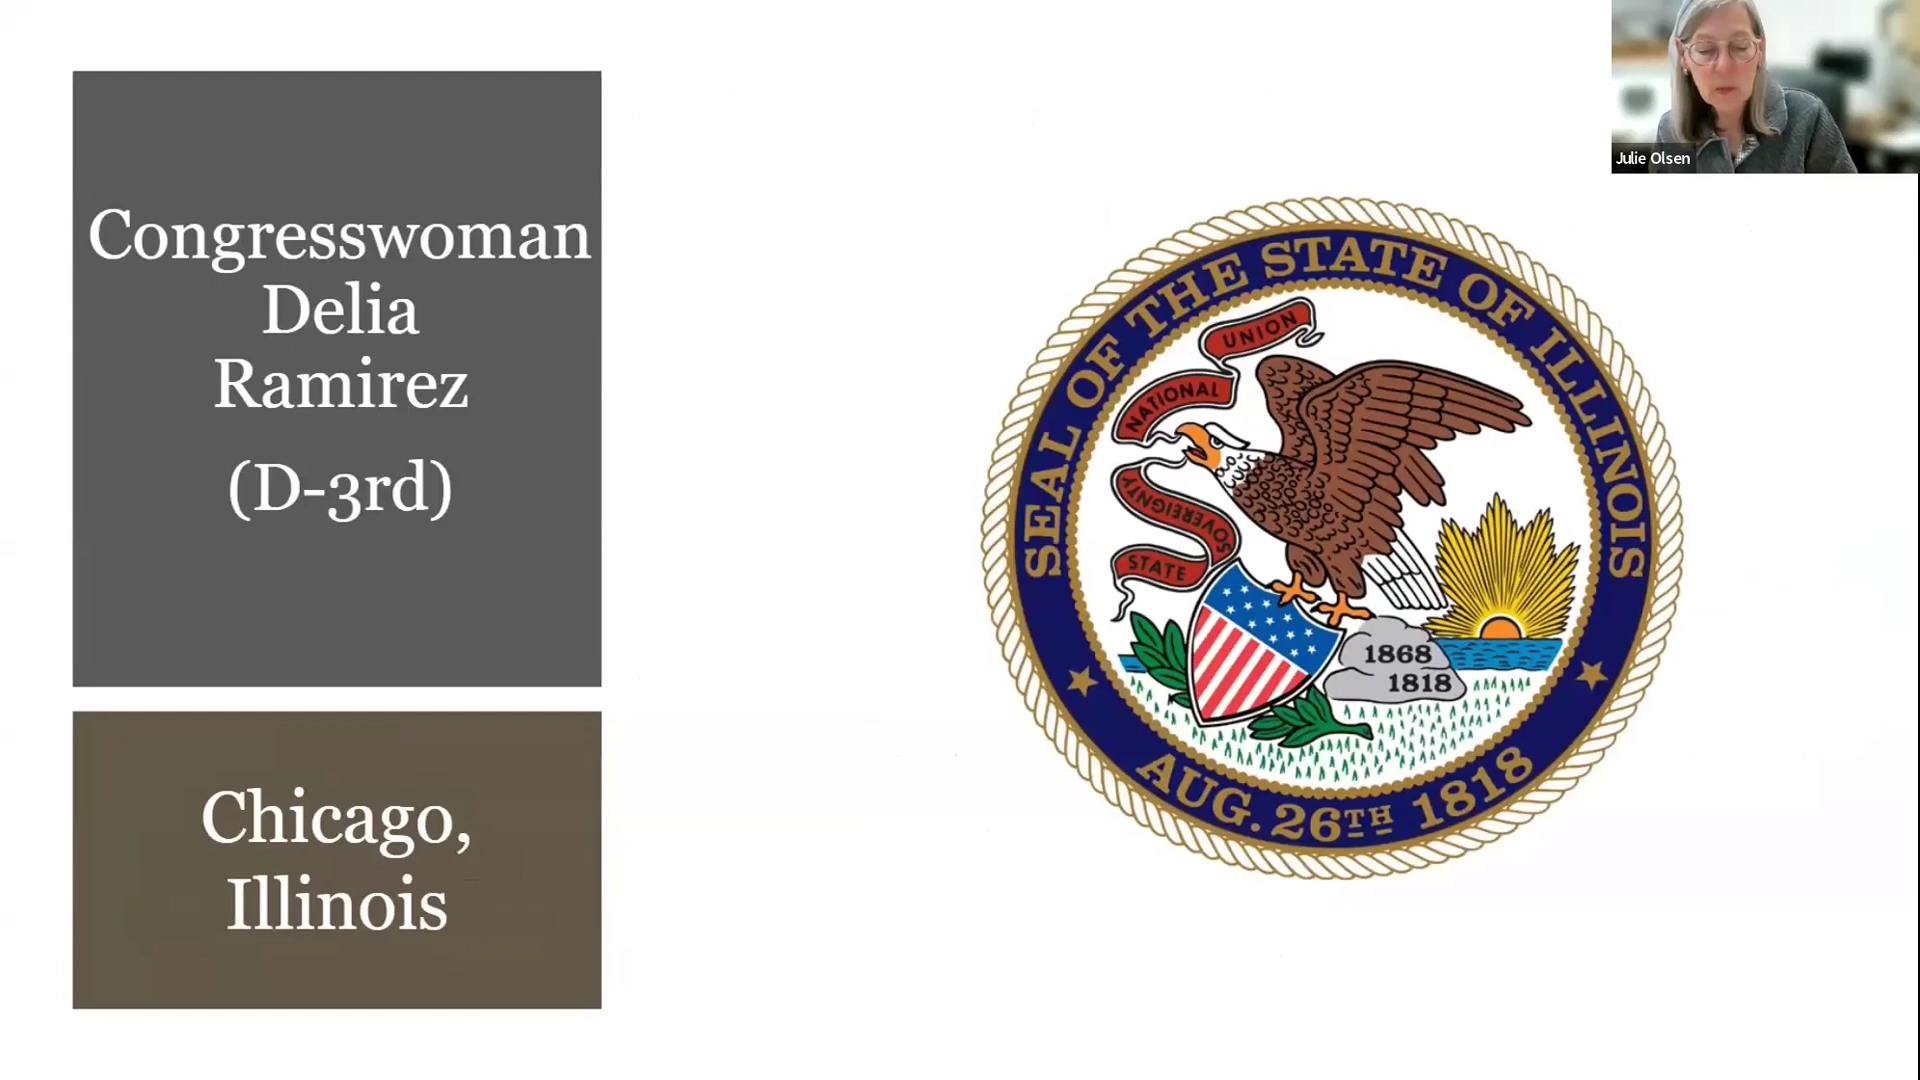 Congresswoman
Delia
Ramirez
(D-3rd)
Chicago,
Illinois
Julie Olsen
SEAL OF THE STATE OF ILLINOIS
UNION
NATIONAL
SOVEREIGNTY
STATE
1868
1818
AUG. 26TH 1818